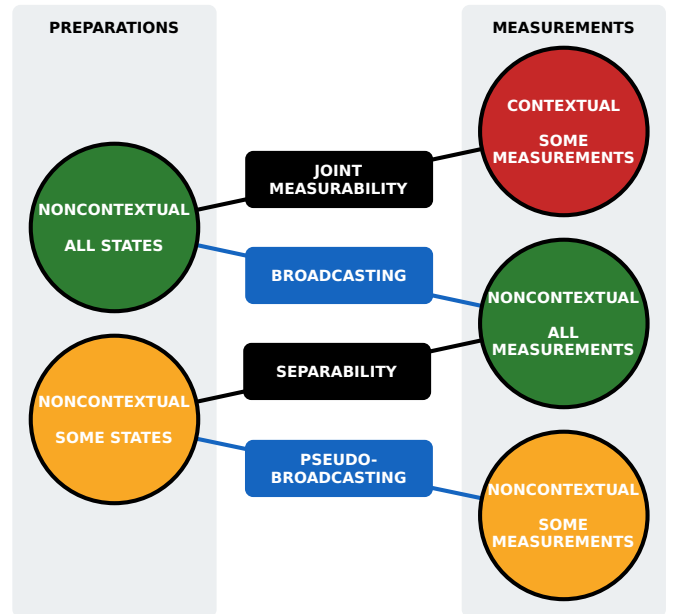 PREPARATIONS
MEASUREMENTS
CONTEXTUAL
SOME
MEASUREMENTS
JOINT
MEASURABILITY
NONCONTEXTUAL
ALL STATES
BROADCASTING
NONCONTEXTUAL
ALL
MEASUREMENTS
SEPARABILITY
NONCONTEXTUAL
SOME STATES
PSEUDO-
BROADCASTING
NONCONTEXTUAL
SOME
MEASUREMENTS